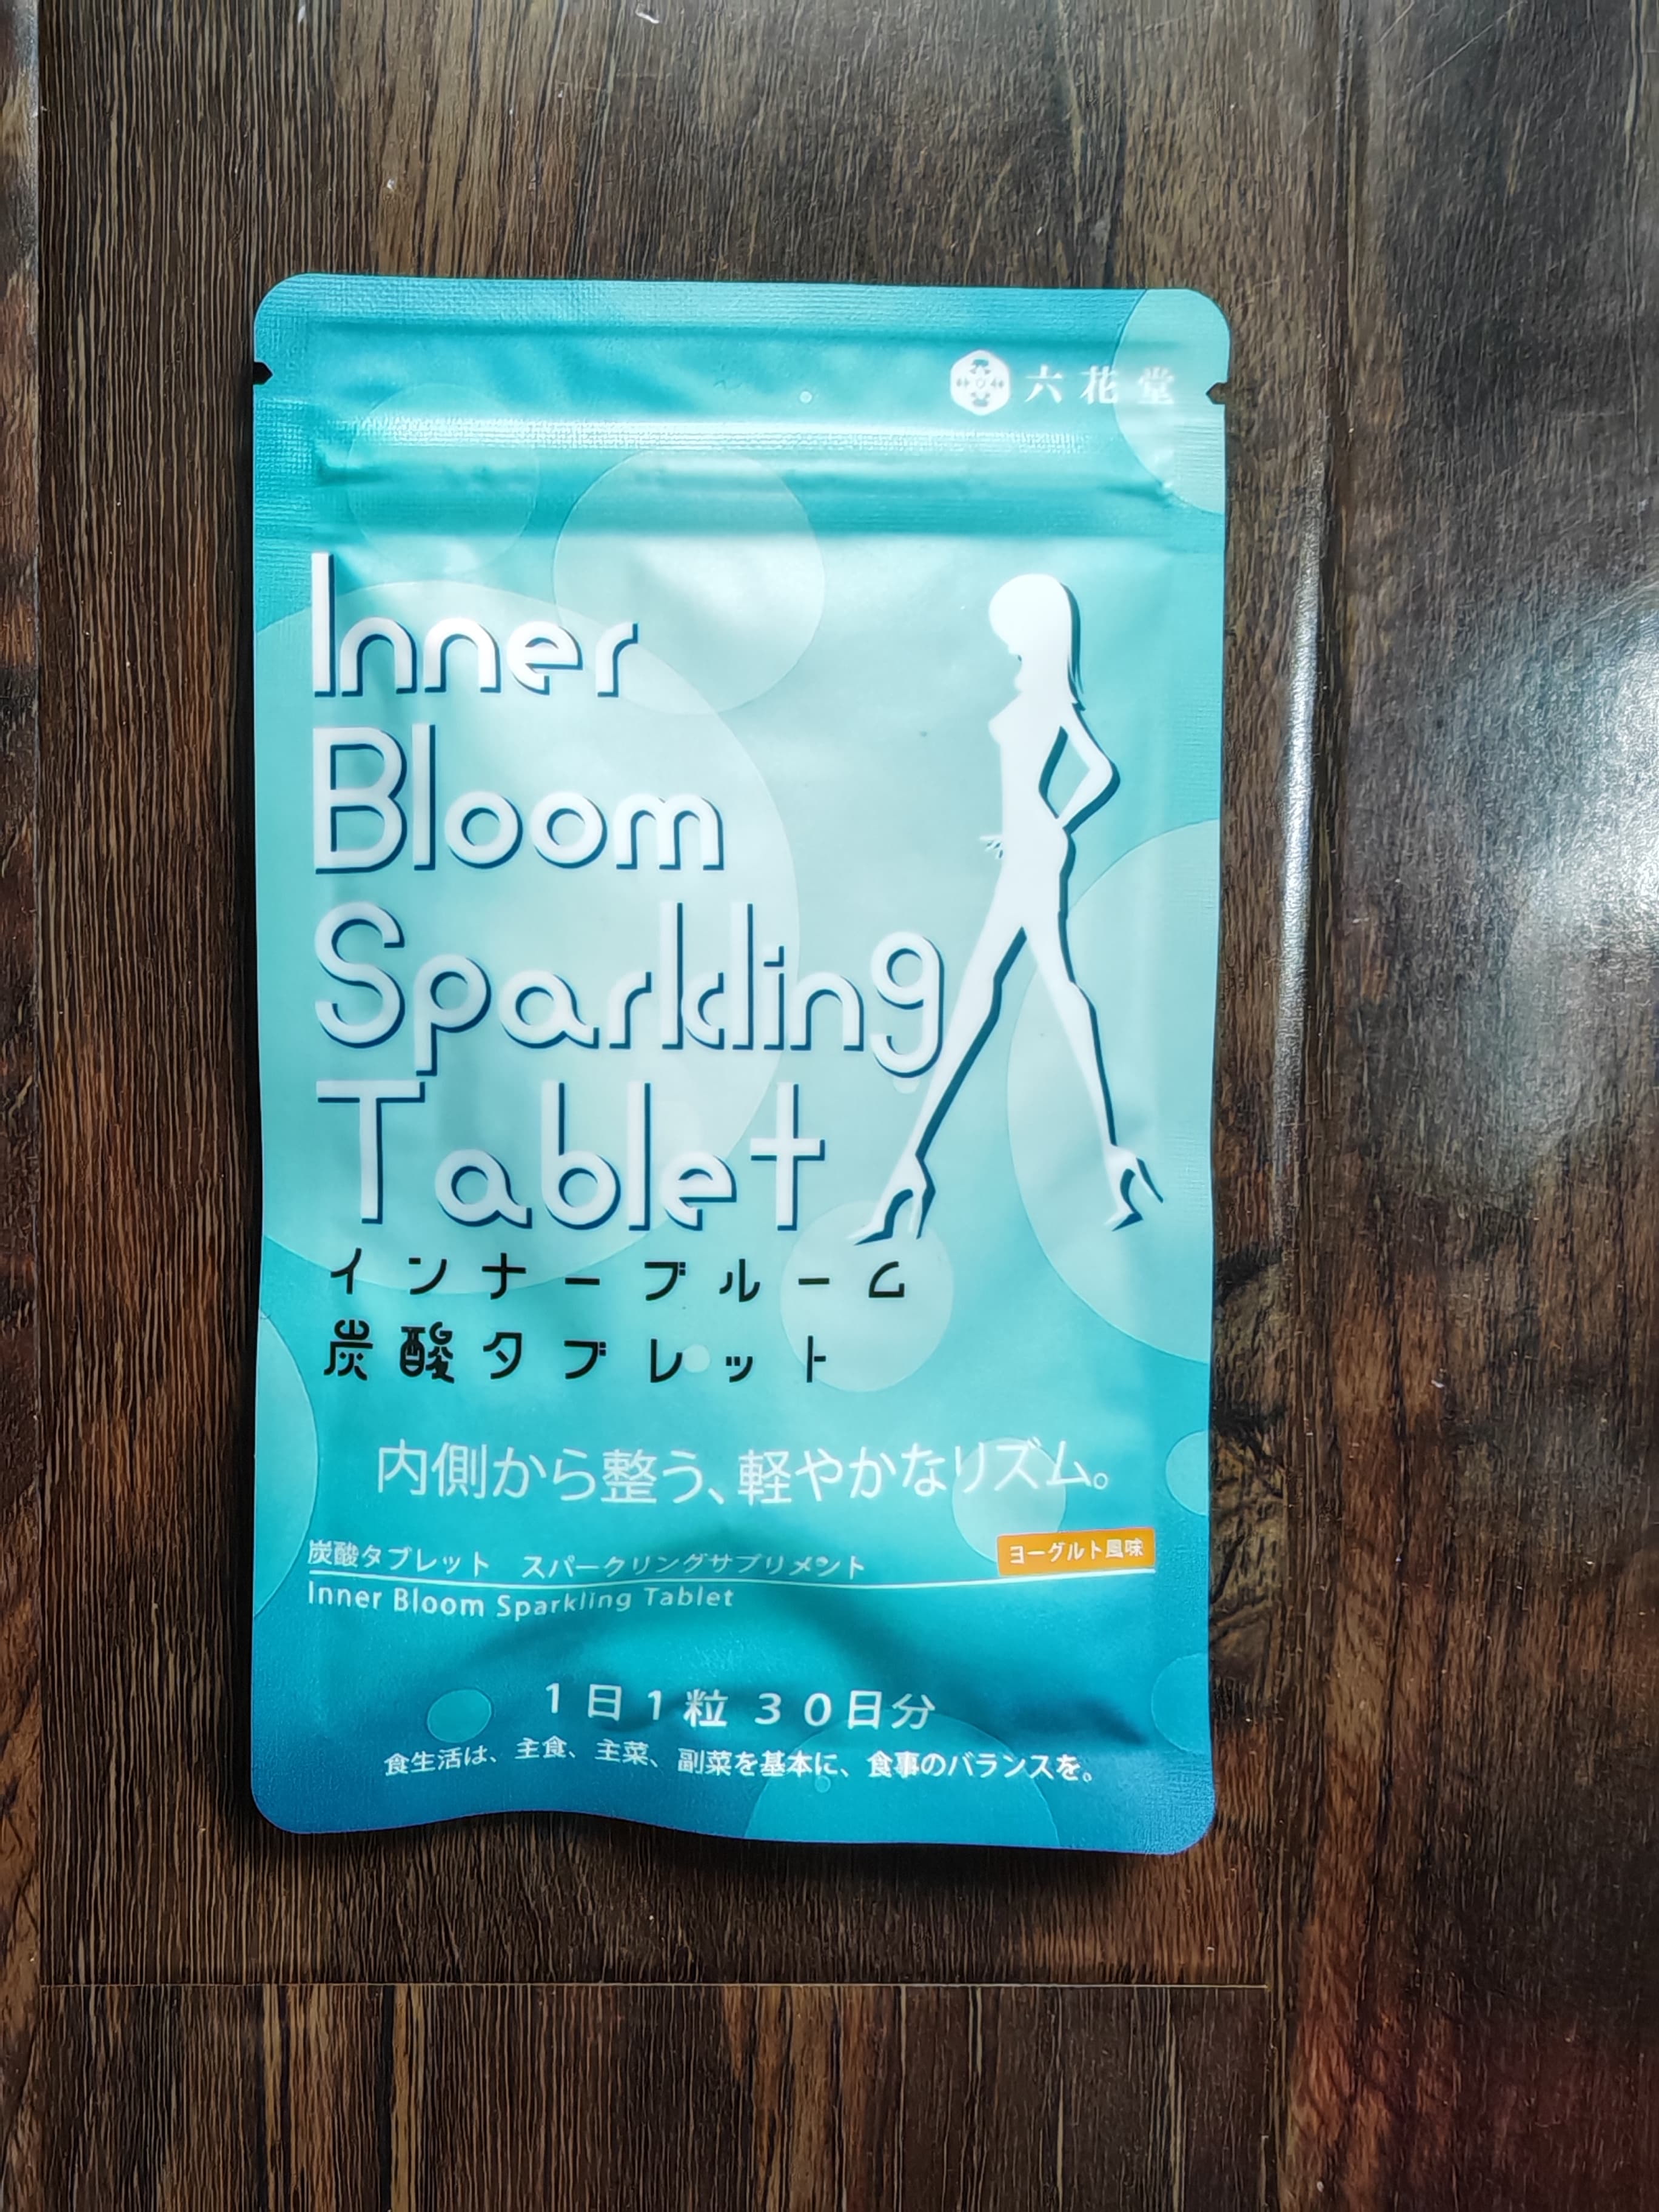 六花堂
Inner
Bloom
Sparkling
Tablet
インナーブルーム
炭酸タブレット
内側から整う、軽やかなリズム。
炭酸タブレット スパークリングサプリメント
ヨーグルト風味
Inner Bloom Sparkling Tablet
1日1粒 30日分
食生活は、主食、主菜、副菜を基本に、食事のバランスを。